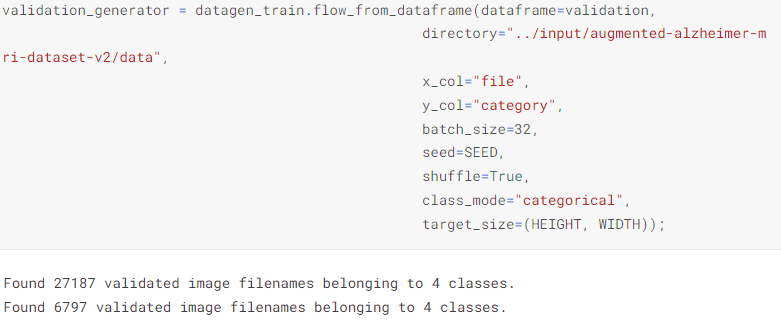 validation_generator = datagen_train.flow_from_dataframe(dataframe=validation,
directory="../input/augmented-alzheimer-m
ri-dataset-v2/data",
x_col="file",
y_col="category",
batch_size=32,
seed=SEED,
shuffle=True,
class_mode="categorical",
target_size=(HEIGHT, WIDTH));
Found 27187 validated image filenames belonging to 4 classes.
Found 6797 validated image filenames belonging to 4 classes.